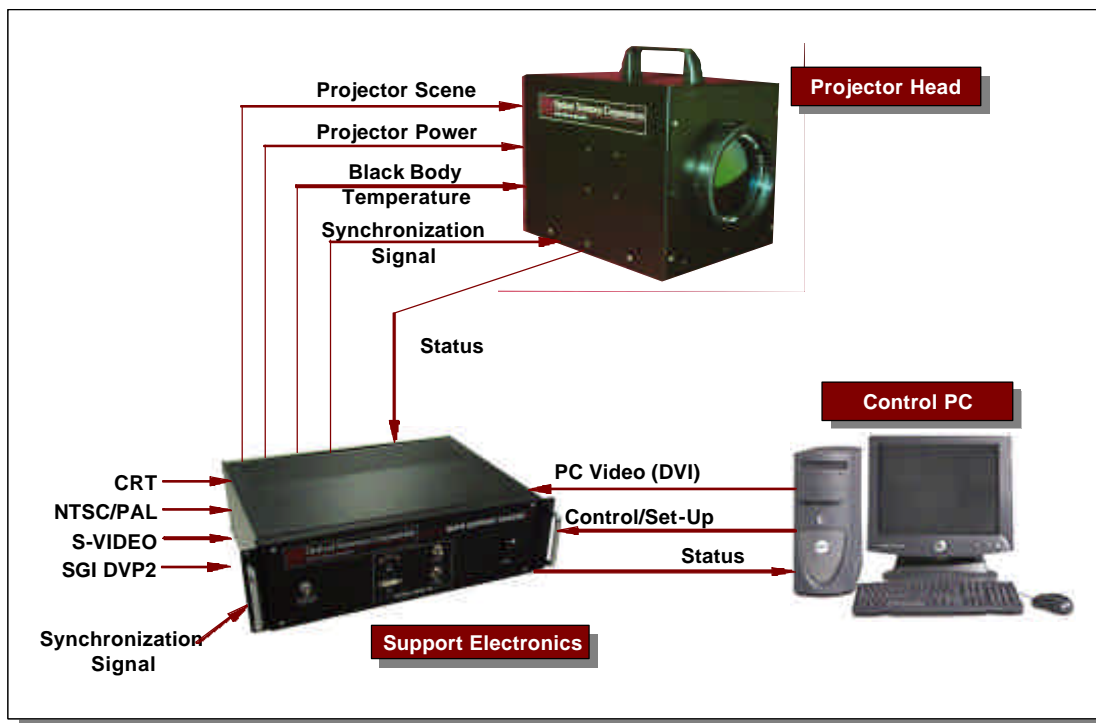 Projector Head
Projector Scene
Projector Power
Black Body
Temperature
Synchronization
Signal
Status
Control PC
CRT
NTSC/PAL
S-VIDEO
SGI DVP2
Synchronization
Signal
PC Video (DVI)
Control/Set-Up
Status
Support Electronics